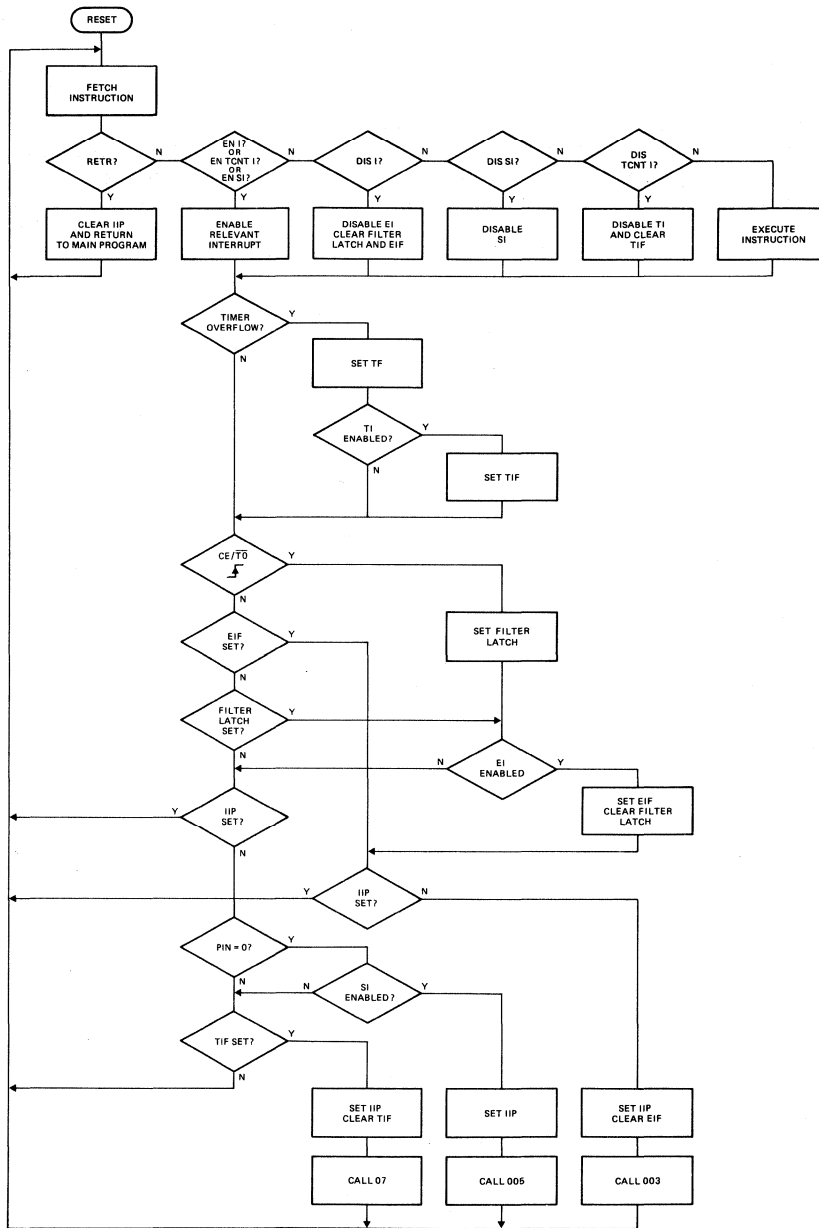 RESET
FETCH
INSTRUCTION
RETR?
N
Y
EN I?
OR
EN TCNT I?
OR
EN SI?
N
Y
DIS I?
N
Y
DIS SI?
N
Y
DIS
TCNT I?
N
Y
CLEAR IIP
AND RETURN
TO MAIN PROGRAM
ENABLE
RELEVANT
INTERRUPT
DISABLE EI
CLEAR FILTER
LATCH AND EIF
DISABLE
SI
DISABLE TI
AND CLEAR
TIF
EXECUTE
INSTRUCTION
TIMER
OVERFLOW?
Y
N
SET TF
TI
ENABLED?
Y
N
SET TIF
CE/T0
Y
N
SET FILTER
LATCH
EIF
SET?
Y
N
FILTER
LATCH
SET?
Y
N
EI
ENABLED
N
Y
SET EIF
CLEAR FILTER
LATCH
IIP
SET?
Y
N
IIP
SET?
Y
N
PIN = 0?
Y
N
SI
ENABLED?
N
Y
TIF SET?
Y
N
SET IIP
CLEAR TIF
SET IIP
SET IIP
CLEAR EIF
CALL 07
CALL 005
CALL 003